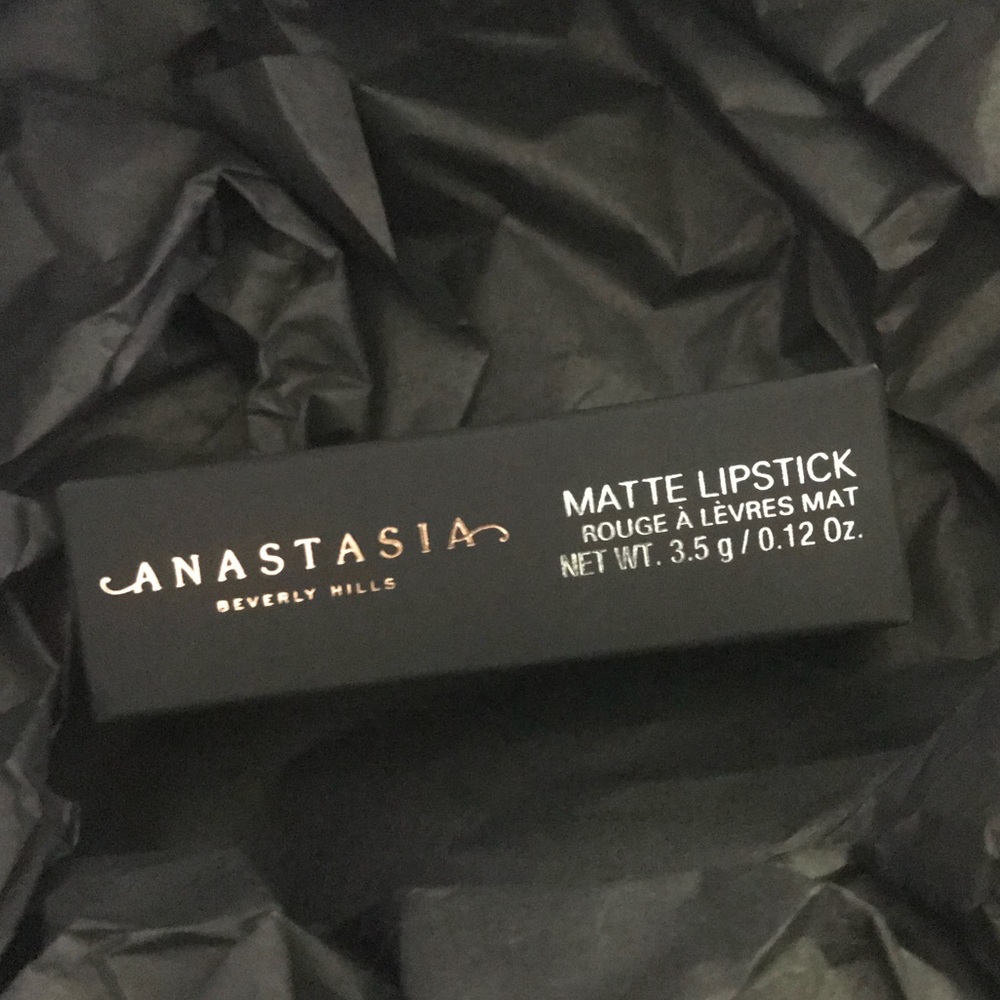 ANASTASIA
BEVERLY HILLS
MATTE LIPSTICK
ROUGE À LÈVRES MAT
NET WT. 3.5 g / 0.12 Oz.